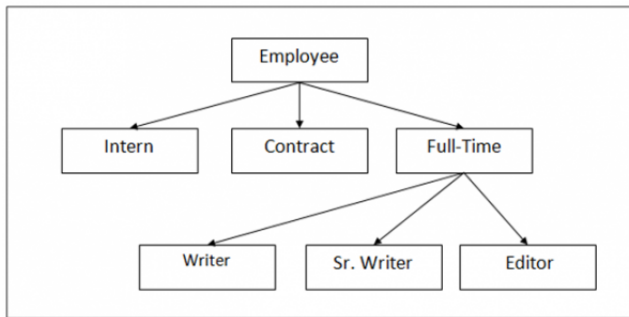 Employee
Intern
Contract
Full-Time
Writer
Sr. Writer
Editor